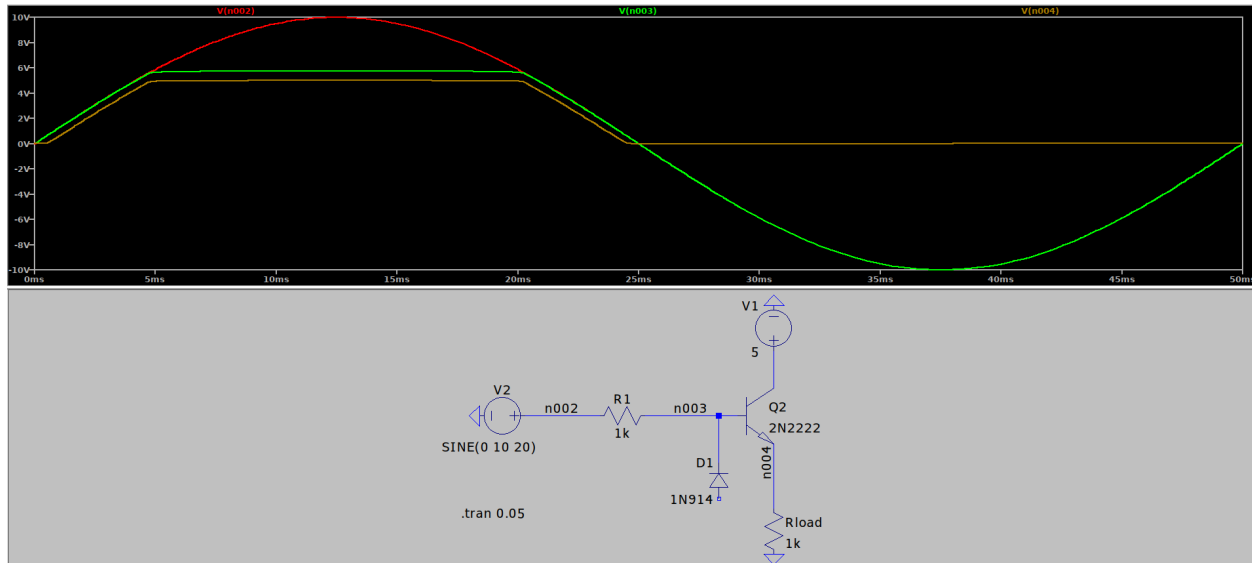 V(n002) V(n003) V(n004)
10V
8V
6V
4V
2V
0V
-2V
-4V
-6V
-8V
-10V
0ms 5ms 10ms 15ms 20ms 25ms 30ms 35ms 40ms 45ms 50ms
V1
5
V2
n002
R1
n003
Q2
1k
2N2222
SINE(0 10 20)
n004
D1
1N914
.tran 0.05
Rload
1k